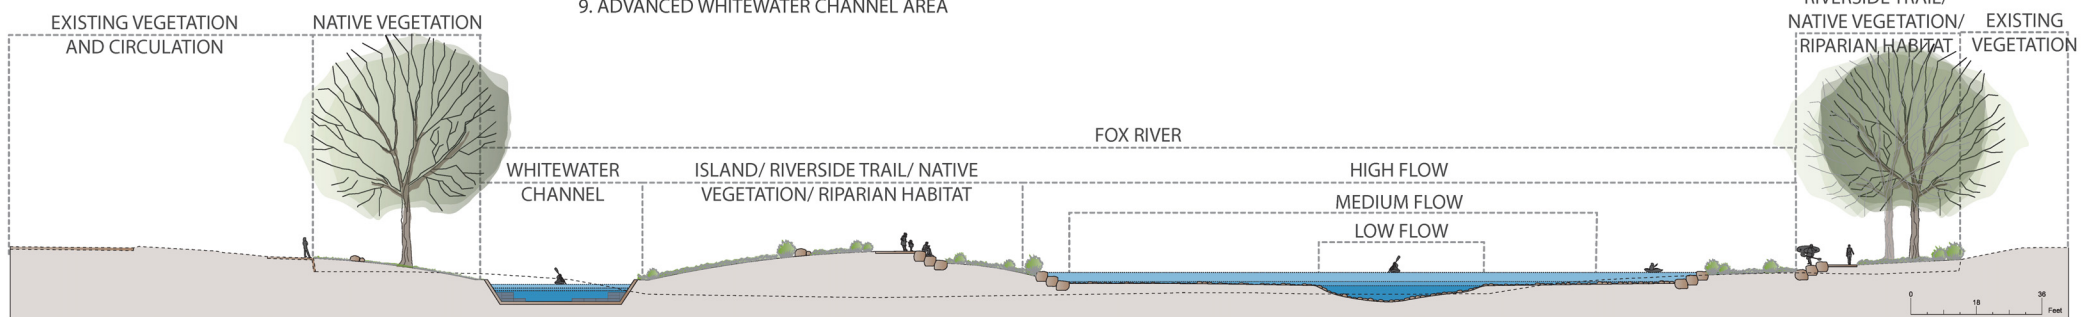 9. ADVANCED WHITEWATER CHANNEL AREA
EXISTING VEGETATION
AND CIRCULATION
NATIVE VEGETATION
RIVERSIDE TRAIL/
NATIVE VEGETATION/
RIPARIAN HABITAT
EXISTING
VEGETATION
FOX RIVER
WHITEWATER
CHANNEL
ISLAND/ RIVERSIDE TRAIL/ NATIVE
VEGETATION/ RIPARIAN HABITAT
HIGH FLOW
MEDIUM FLOW
LOW FLOW
0 18 36
Feet